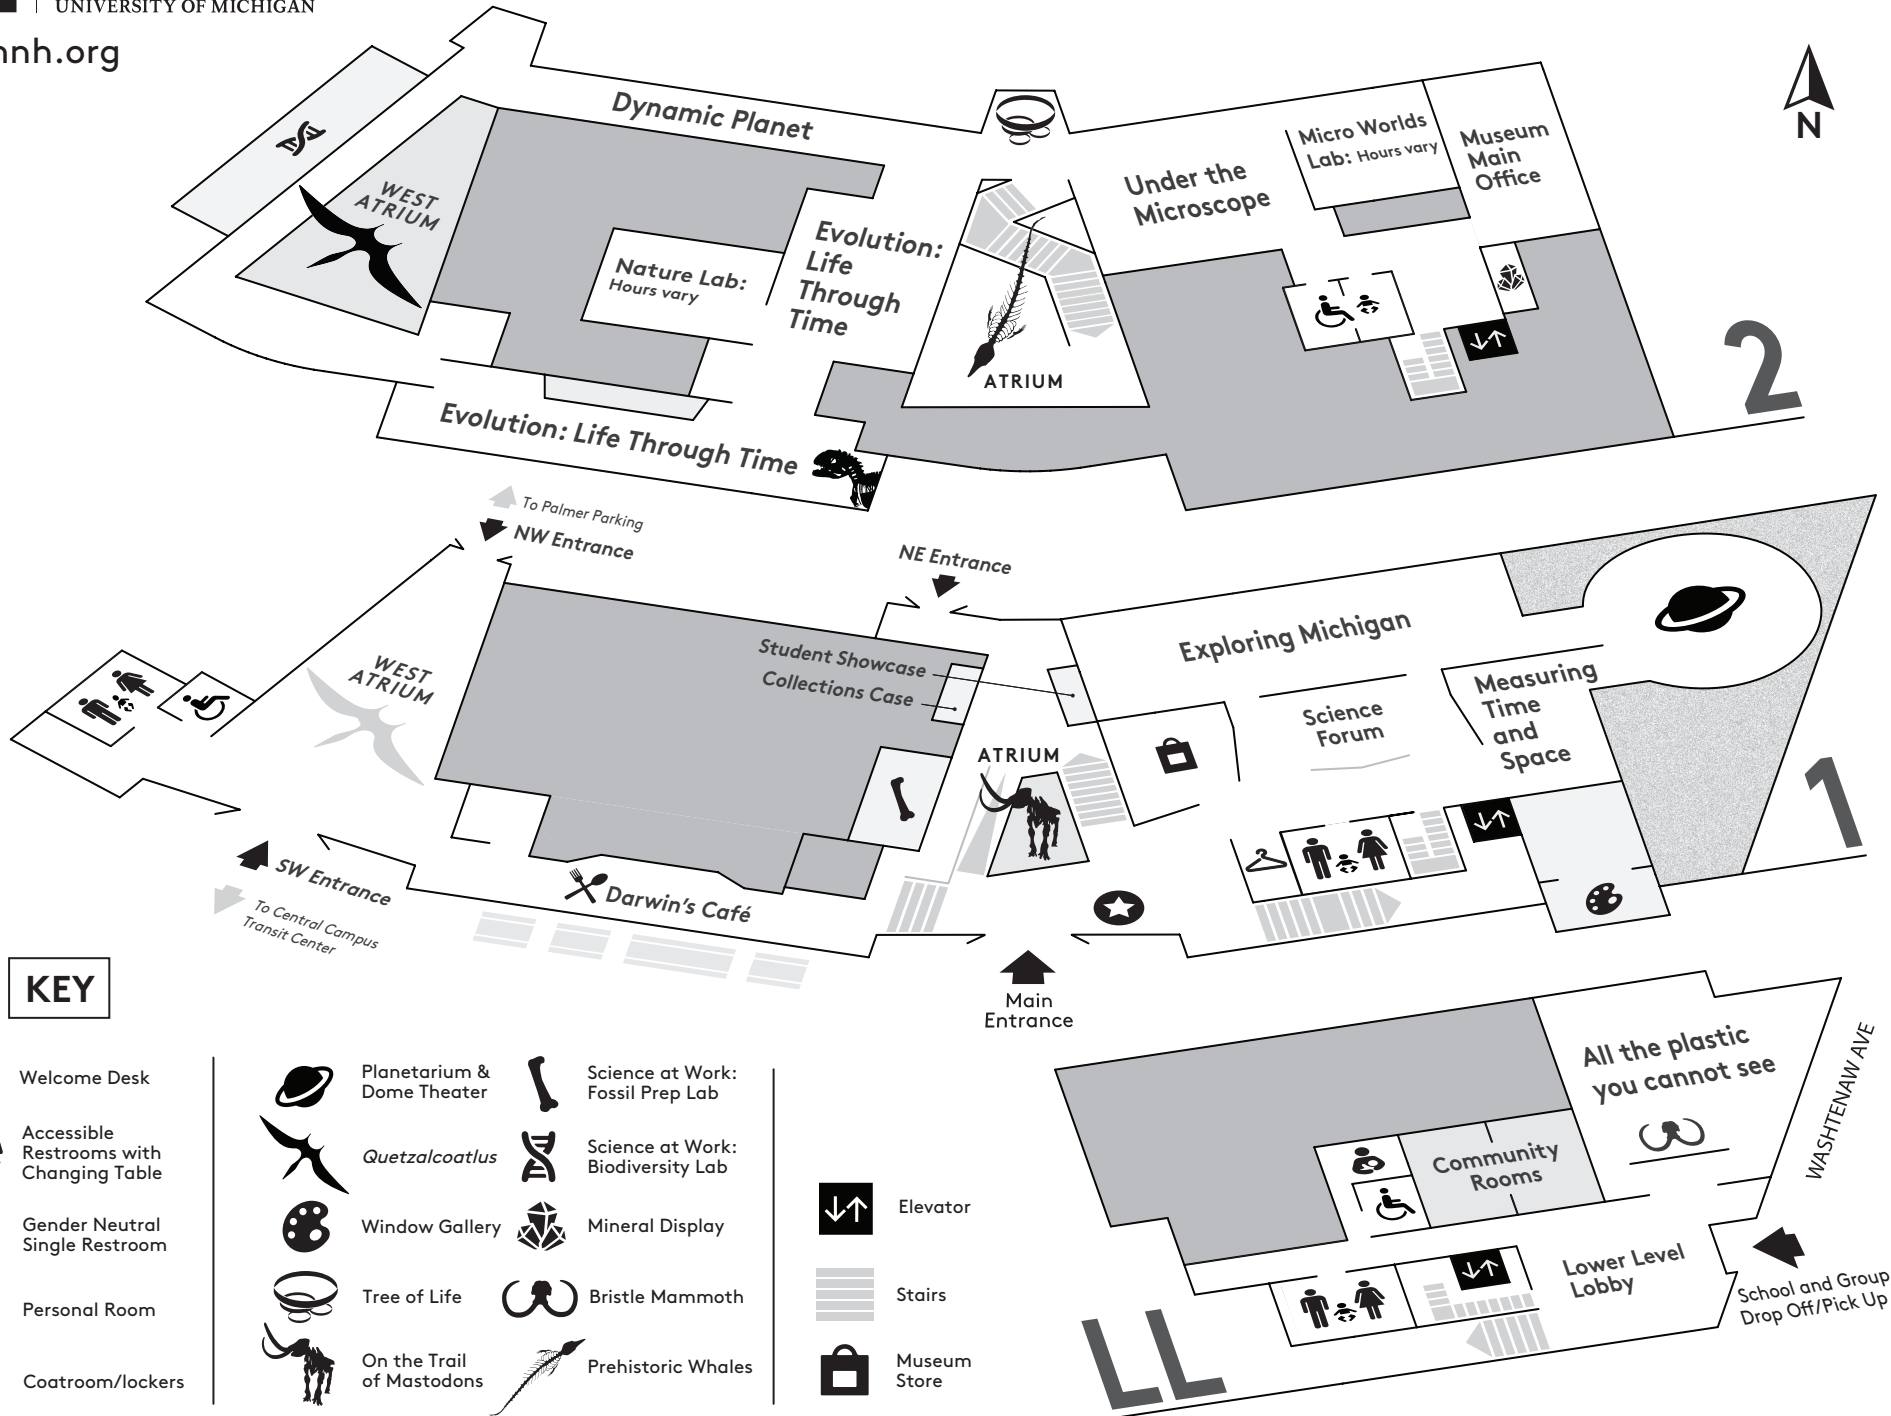 UNIVERSITY OF MICHIGAN
nh.org
N
Dynamic Planet
WEST
ATRIUM
Nature Lab:
Hours vary
Evolution:
Life
Through
Time
Evolution: Life Through Time
ATRIUM
Under the
Microscope
Micro Worlds
Lab: Hours vary
Museum
Main
Office
2
To Palmer Parking
NW Entrance
NE Entrance
WEST
ATRIUM
Student Showcase
Collections Case
ATRIUM
Exploring Michigan
Science
Forum
Measuring
Time
and
Space
1
SW Entrance
To Central Campus
Transit Center
Darwin's Café
Main
Entrance
All the plastic
you cannot see
WASHTENAW AVE
Community
Rooms
Lower Level
Lobby
School and Group
Drop Off/Pick Up
LL
KEY
Welcome Desk
Accessible
Restrooms with
Changing Table
Gender Neutral
Single Restroom
Personal Room
Coatroom/lockers
Planetarium &
Dome Theater
Quetzalcoatlus
Window Gallery
Tree of Life
On the Trail
of Mastodons
Science at Work:
Fossil Prep Lab
Science at Work:
Biodiversity Lab
Mineral Display
Bristle Mammoth
Prehistoric Whales
Elevator
Stairs
Museum
Store